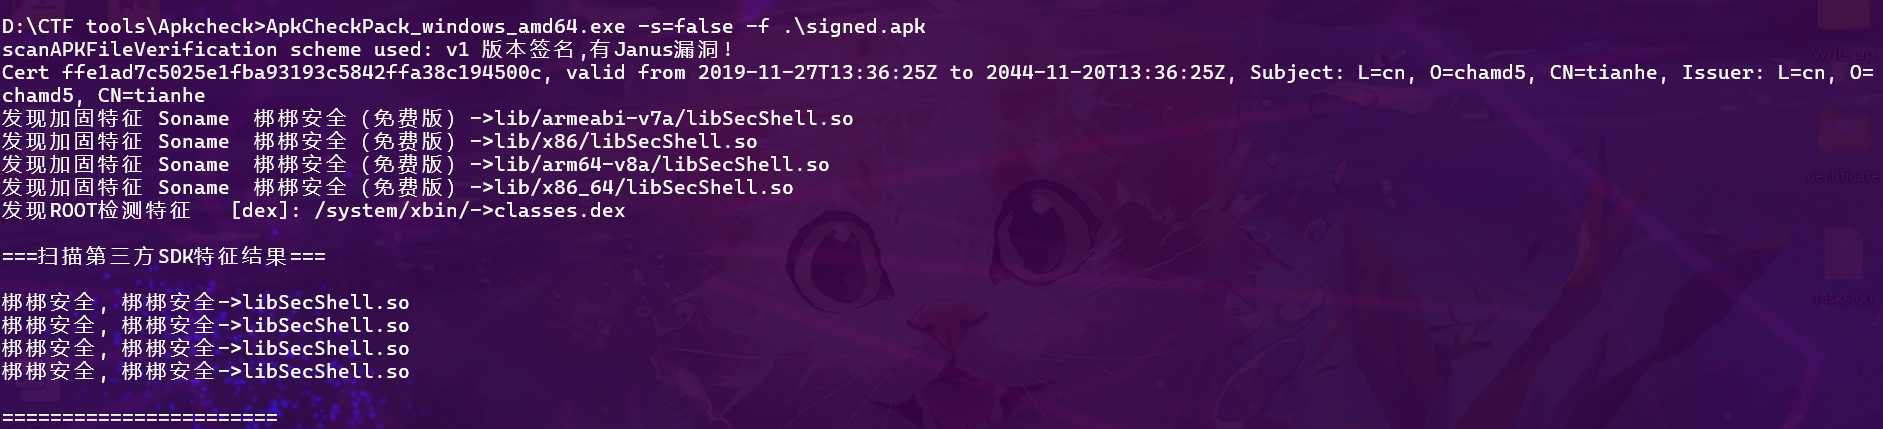 D:\CTF tools\Apkcheck>ApkCheckPack_windows_amd64.exe -s=false -f .\signed.apk
scanAPKFileVerification scheme used: v1 版本签名,有Janus漏洞!
Cert ffe1ad7c5025e1fba93193c5842ffa38c194500c, valid from 2019-11-27T13:36:25Z to 2044-11-20T13:36:25Z, Subject: L=cn, O=chamd5, CN=tianhe, Issuer: L=cn, O=
chamd5, CN=tianhe
发现加固特征 Soname  梆梆安全（免费版）->lib/armeabi-v7a/libSecShell.so
发现加固特征 Soname  梆梆安全（免费版）->lib/x86/libSecShell.so
发现加固特征 Soname  梆梆安全（免费版）->lib/arm64-v8a/libSecShell.so
发现加固特征 Soname  梆梆安全（免费版）->lib/x86_64/libSecShell.so
发现ROOT检测特征   [dex]: /system/xbin/->classes.dex
===扫描第三方SDK特征结果===
梆梆安全, 梆梆安全->libSecShell.so
梆梆安全, 梆梆安全->libSecShell.so
梆梆安全, 梆梆安全->libSecShell.so
梆梆安全, 梆梆安全->libSecShell.so
=======================
certificate
tasks.txt